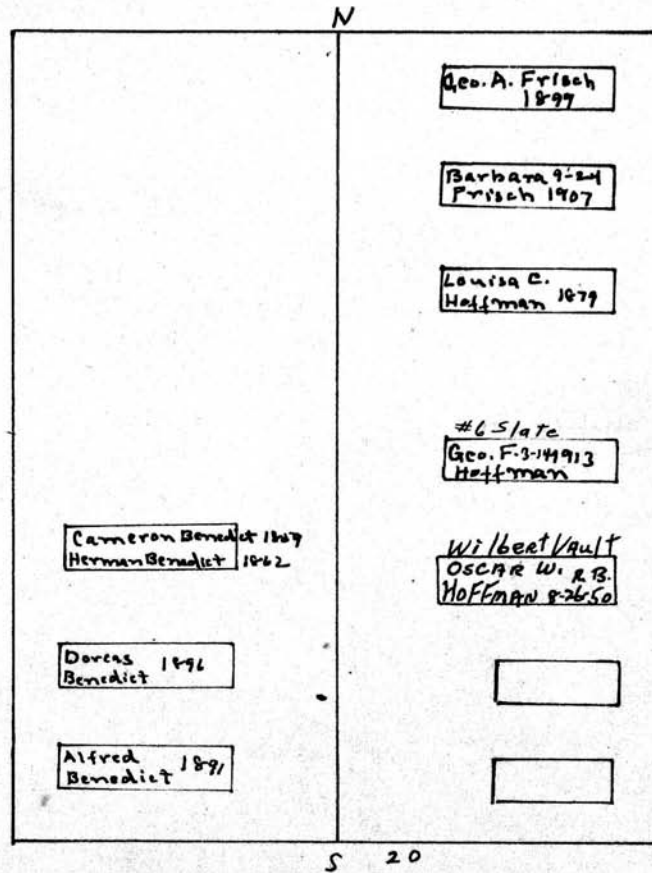 N
Geo. A. Frisch
1899
Barbara 9-24
Frisch 1907
Louisa C.
Hoffman 1879
#6 Slate
Geo. F. 3-14 1913
Hoffman
Wilbert Vault
OSCAR W. R.B.
HOFFMAN 8-26-50
Cameron Benedict
Herman Benedict 1862
Dorcas 1896
Benedict
Alfred 1891
Benedict
S 20